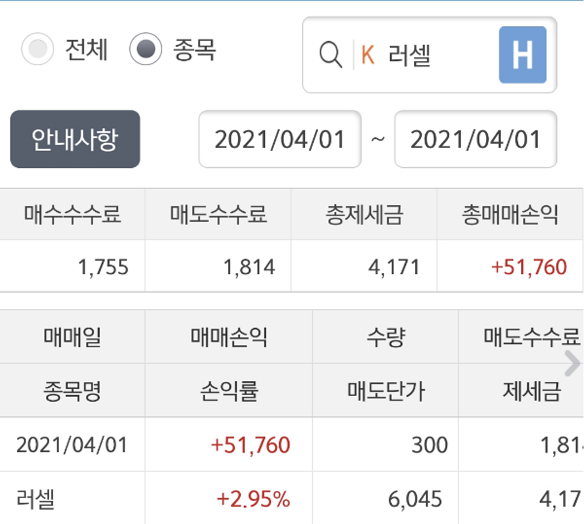 전체 종목 K 러셀 H
안내사항 2021/04/01 ~ 2021/04/01
매수수수료 매도수수료 총제세금 총매매손익
1,755 1,814 4,171 +51,760
매매일 매매손익 수량 매도수수료
종목명 손익률 매도단가 제세금
2021/04/01 +51,760 300 1,81
러셀 +2.95% 6,045 4,17